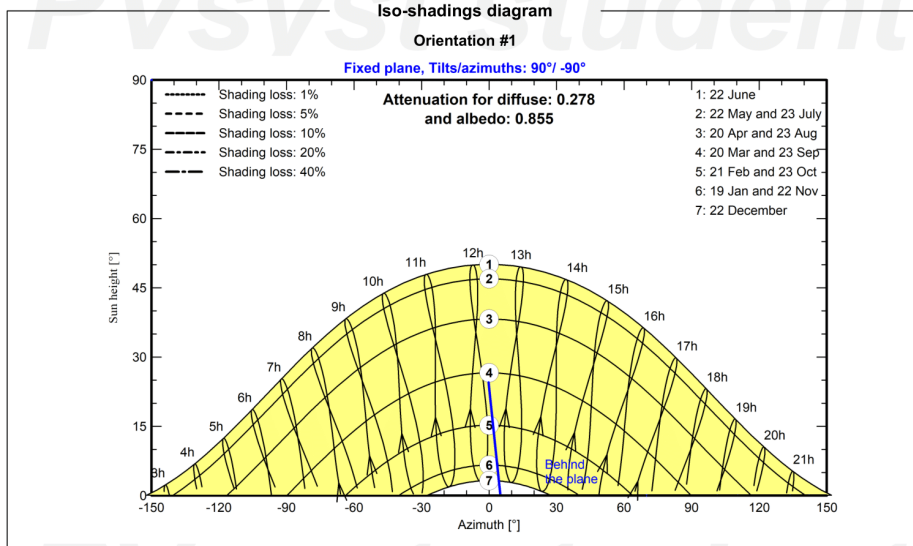 PVsyst student
Iso-shadings diagram
Orientation #1
Fixed plane, Tilts/azimuths: 90°/ -90°
Attenuation for diffuse: 0.278
and albedo: 0.855
Shading loss: 1%
Shading loss: 5%
Shading loss: 10%
Shading loss: 20%
Shading loss: 40%
1: 22 June
2: 22 May and 23 July
3: 20 Apr and 23 Aug
4: 20 Mar and 23 Sep
5: 21 Feb and 23 Oct
6: 19 Jan and 22 Nov
7: 22 December
Sun height [°]
90
75
60
45
30
15
0
3h
4h
5h
6h
7h
8h
9h
10h
11h
12h
13h
14h
15h
16h
17h
18h
19h
20h
21h
1
2
3
4
5
6
7
Behind
the plane
-150 -120 -90 -60 -30 0 30 60 90 120 150
Azimuth [°]